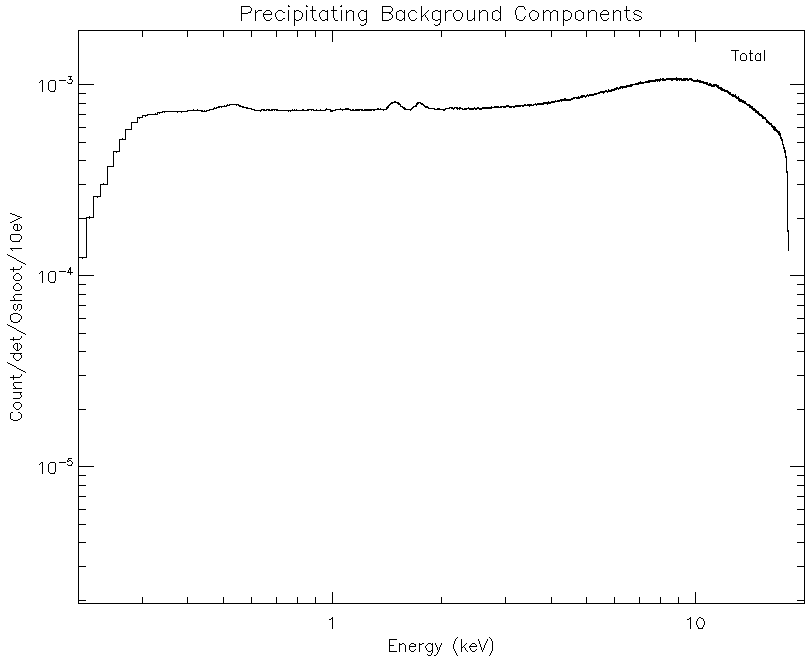 Precipitating Background Components
Total
Count/det/Oshoot/10eV
10⁻³
10⁻⁴
10⁻⁵
1
10
Energy (keV)